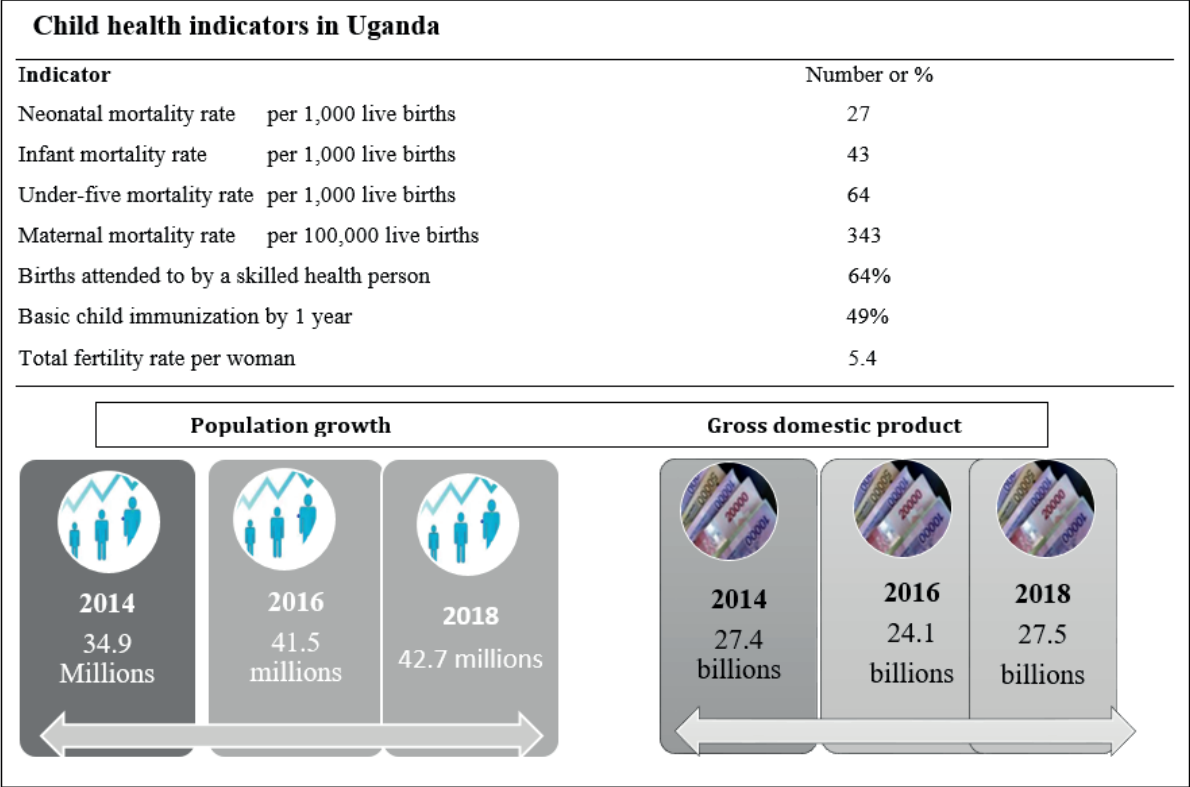 Child health indicators in Uganda
Indicator Number or %
Neonatal mortality rate per 1,000 live births 27
Infant mortality rate per 1,000 live births 43
Under-five mortality rate per 1,000 live births 64
Maternal mortality rate per 100,000 live births 343
Births attended to by a skilled health person 64%
Basic child immunization by 1 year 49%
Total fertility rate per woman 5.4
Population growth
2014
34.9
Millions
2016
41.5
millions
2018
42.7 millions
Gross domestic product
20000
20000
20000
2014
27.4
billions
2016
24.1
billions
2018
27.5
billions